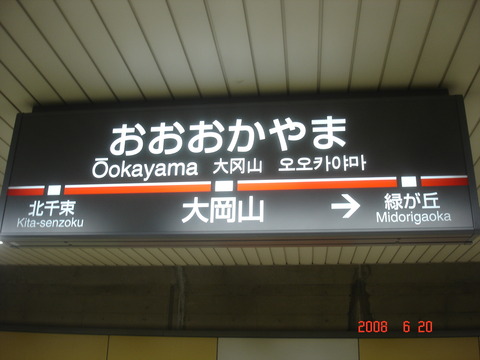 おおおかやま
Ōokayama 大冈山 오오카야마
北千束 大岡山 → 緑が丘
Kita-senzoku Midorigaoka
2008 6 20